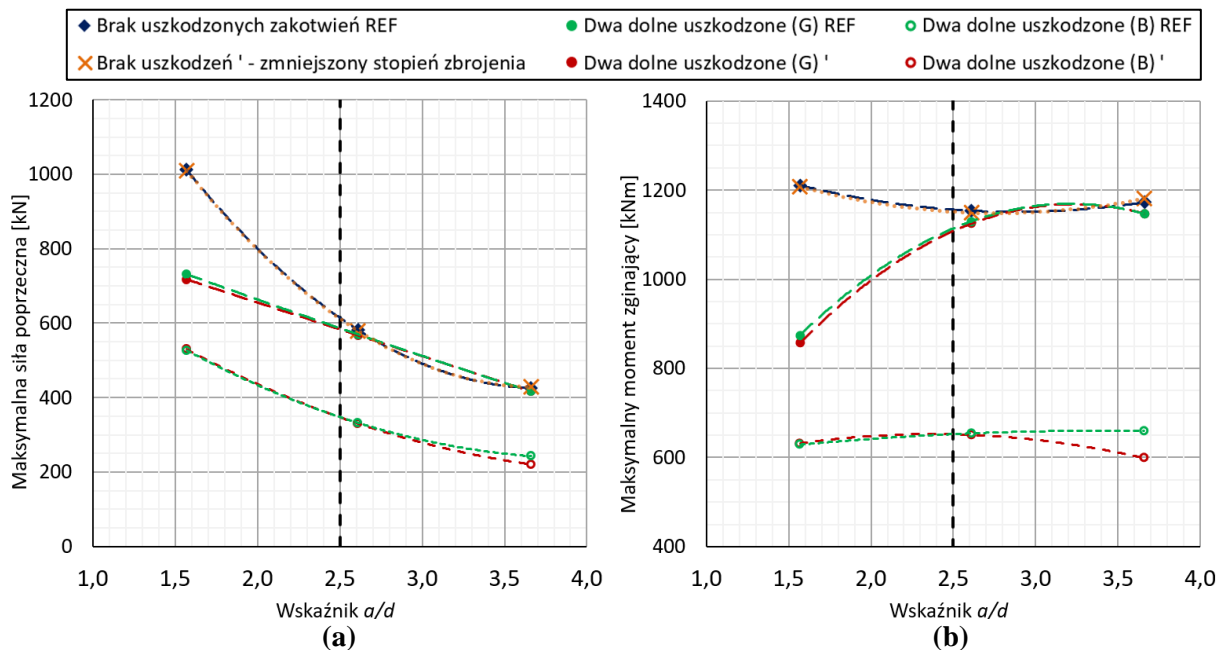 Brak uszkodzonych zakotwień REF
Dwa dolne uszkodzone (G) REF
Dwa dolne uszkodzone (B) REF
Brak uszkodzeń ' - zmniejszony stopień zbrojenia
Dwa dolne uszkodzone (G) '
Dwa dolne uszkodzone (B) '
Maksymalna siła poprzeczna [kN]
1200
1000
800
600
400
200
0
1,0 1,5 2,0 2,5 3,0 3,5 4,0
Wskaźnik a/d
(a)
Maksymalny moment zginający [kNm]
1400
1200
1000
800
600
400
1,0 1,5 2,0 2,5 3,0 3,5 4,0
Wskaźnik a/d
(b)